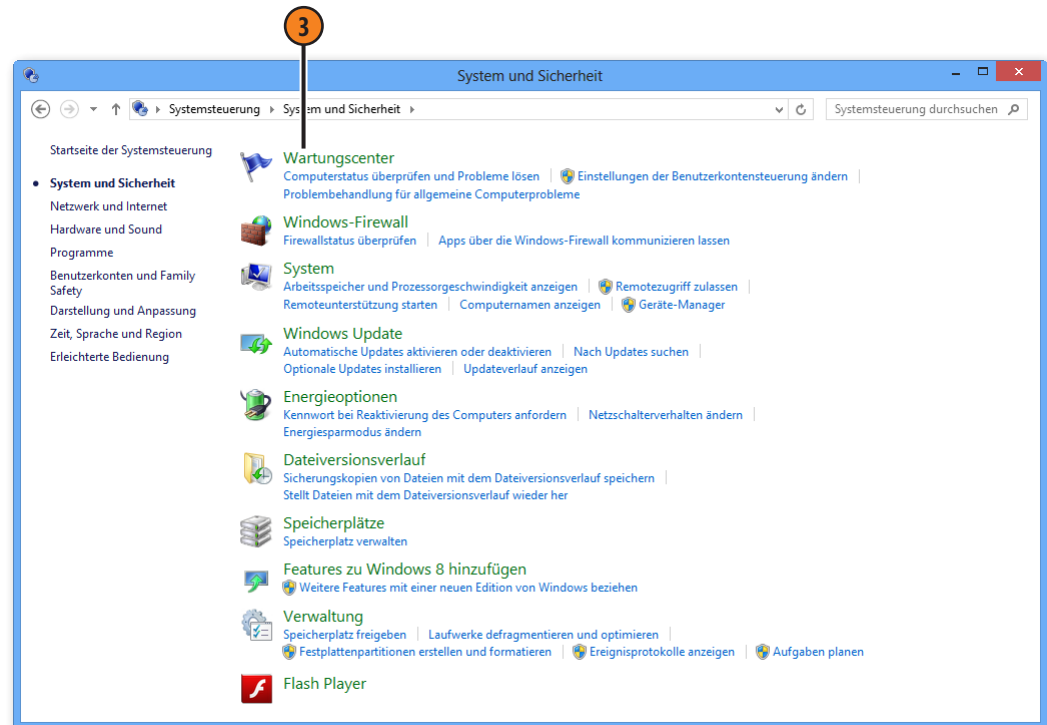 3
System und Sicherheit
Systemsteuerung
System und Sicherheit
Systemsteuerung durchsuchen
Startseite der Systemsteuerung
System und Sicherheit
Netzwerk und Internet
Hardware und Sound
Programme
Benutzerkonten und Family
Safety
Darstellung und Anpassung
Zeit, Sprache und Region
Erleichterte Bedienung
Wartungscenter
Computerstatus überprüfen und Probleme lösen Einstellungen der Benutzerkontensteuerung ändern
Problembehandlung für allgemeine Computerprobleme
Windows-Firewall
Firewallstatus überprüfen Apps über die Windows-Firewall kommunizieren lassen
System
Arbeitsspeicher und Prozessorgeschwindigkeit anzeigen Remotezugriff zulassen
Remoteunterstützung starten Computernamen anzeigen Geräte-Manager
Windows Update
Automatische Updates aktivieren oder deaktivieren Nach Updates suchen
Optionale Updates installieren Updateverlauf anzeigen
Energieoptionen
Kennwort bei Reaktivierung des Computers anfordern Netzschalterverhalten ändern
Energiesparmodus ändern
Dateiversionsverlauf
Sicherungskopien von Dateien mit dem Dateiversionsverlauf speichern
Stellt Dateien mit dem Dateiversionsverlauf wieder her
Speicherplätze
Speicherplatz verwalten
Features zu Windows 8 hinzufügen
Weitere Features mit einer neuen Edition von Windows beziehen
Verwaltung
Speicherplatz freigeben Laufwerke defragmentieren und optimieren
Festplattenpartitionen erstellen und formatieren Ereignisprotokolle anzeigen Aufgaben planen
Flash Player